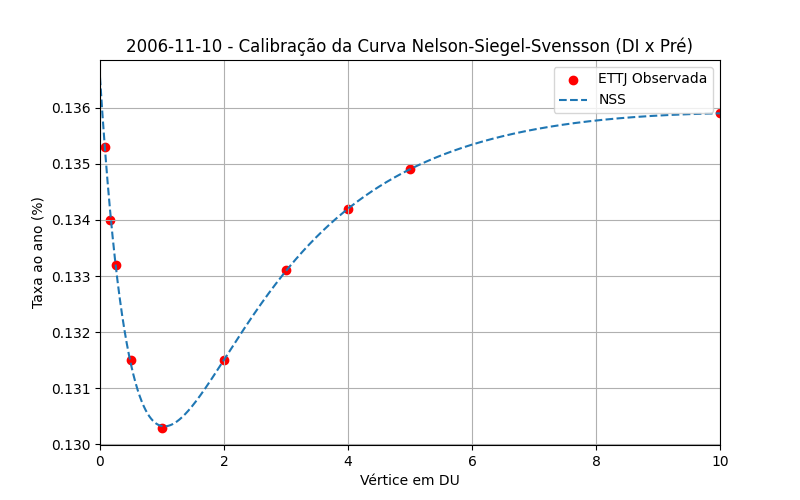 2006-11-10 - Calibração da Curva Nelson-Siegel-Svensson (DI x Pré)
ETTJ Observada
NSS
Taxa ao ano (%)
0.136
0.135
0.134
0.133
0.132
0.131
0.130
0 2 4 6 8 10
Vértice em DU